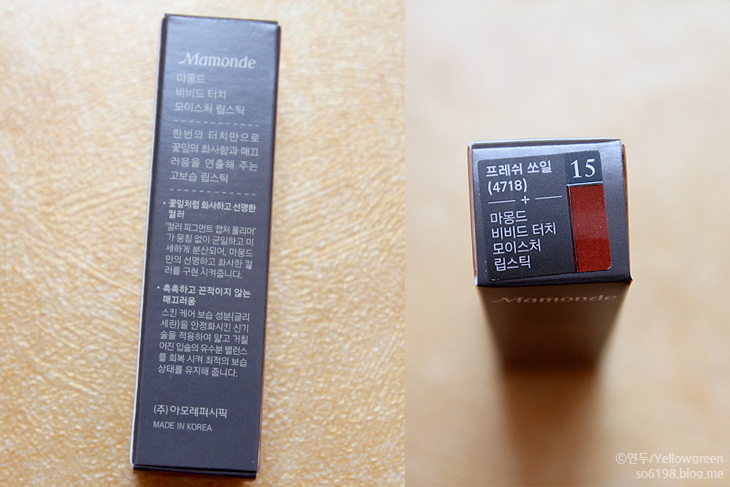 Mamonde
마몽드
비비드 터치
모이스처 립스틱
한번의 터치만으로
꽃잎의 화사함과 매끄
러움을 연출해 주는
고보습 립스틱
• 꽃잎처럼 화사하고 선명한
컬러
'컬러 피그먼트 캡처 폴리머'
가 뭉침 없이 균일하고 미
세하게 분산되어, 마몽드
만의 선명하고 화사한 컬
러를 구현 시켜줍니다.
• 촉촉하고 끈적이지 않는
매끄러움
스킨 케어 보습 성분(글리
세린)을 안정화시킨 신기
술을 적용하여 얇고 거칠
어진 입술의 유수분 밸런스
를 회복 시켜 최적의 보습
상태를 유지해 줍니다.
(주)아모레퍼시픽
MADE IN KOREA
프레쉬 쏘일
(4718)
15
마몽드
비비드 터치
모이스처
립스틱
Mamonde
©연두/Yellowgreen
so6198.blog.me